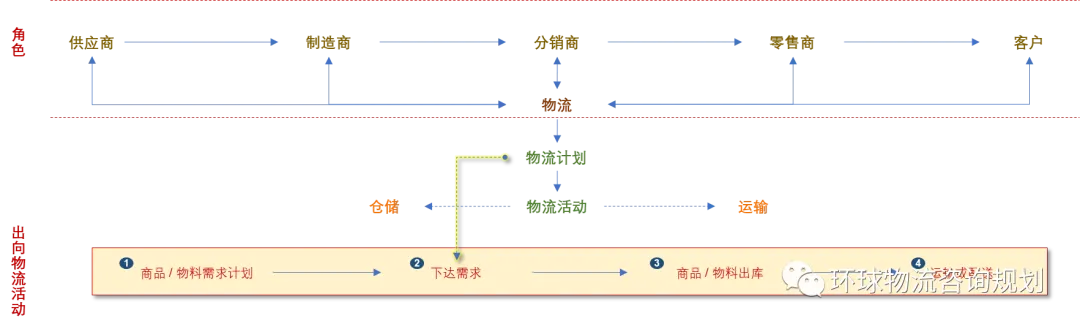 角色
供应商
制造商
分销商
零售商
客户
物流
物流计划
仓储
物流活动
运输
出向物流活动
1 商品 / 物料需求计划
2 下达需求
3 商品 / 物料出库
4
环球物流咨询规划